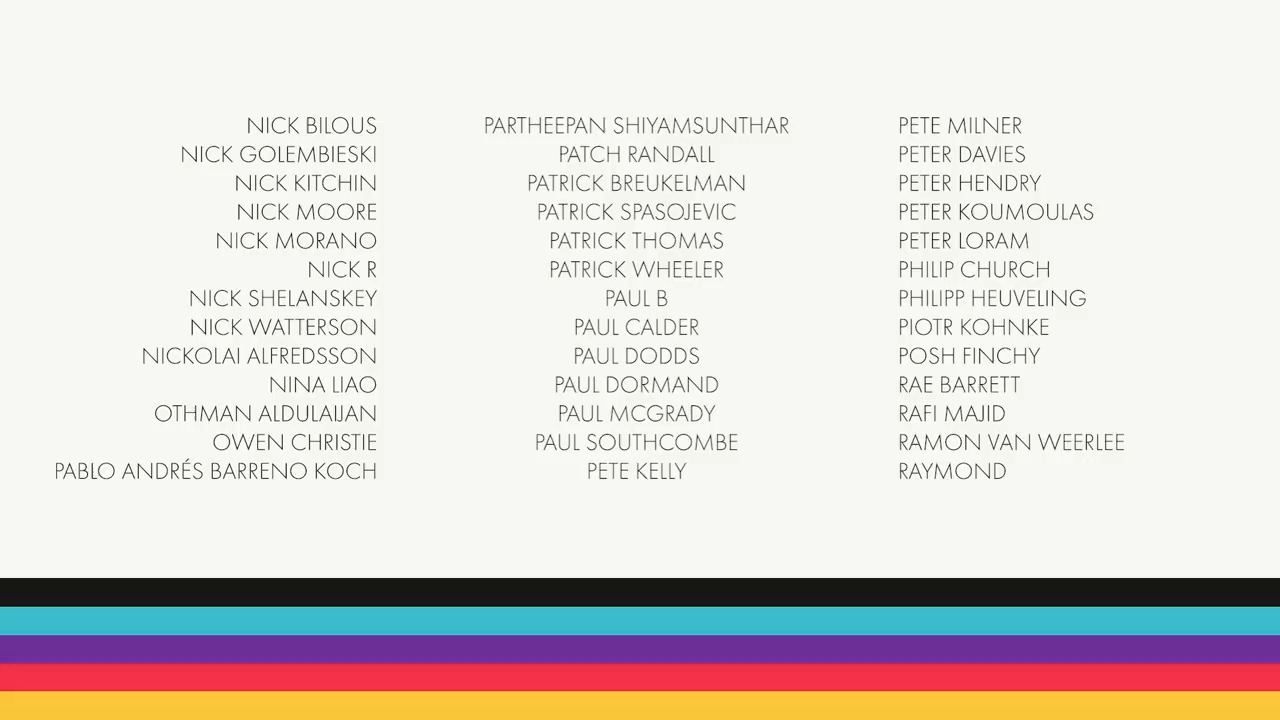 NICK BILOUS
NICK GOLEMBIESKI
NICK KITCHIN
NICK MOORE
NICK MORANO
NICK R
NICK SHELANSKEY
NICK WATTERSON
NICKOLAI ALFREDSSON
NINA LIAO
OTHMAN ALDULAIJAN
OWEN CHRISTIE
PABLO ANDRÉS BARRENO KOCH
PARTHEEPAN SHIYAMSUNTHAR
PATCH RANDALL
PATRICK BREUKELMAN
PATRICK SPASOJEVIC
PATRICK THOMAS
PATRICK WHEELER
PAUL B
PAUL CALDER
PAUL DODDS
PAUL DORMAND
PAUL MCGRADY
PAUL SOUTHCOMBE
PETE KELLY
PETE MILNER
PETER DAVIES
PETER HENDRY
PETER KOUMOULAS
PETER LORAM
PHILIP CHURCH
PHILIPP HEUVELING
PIOTR KOHNKE
POSH FINCHY
RAE BARRETT
RAFI MAJID
RAMON VAN WEERLEE
RAYMOND